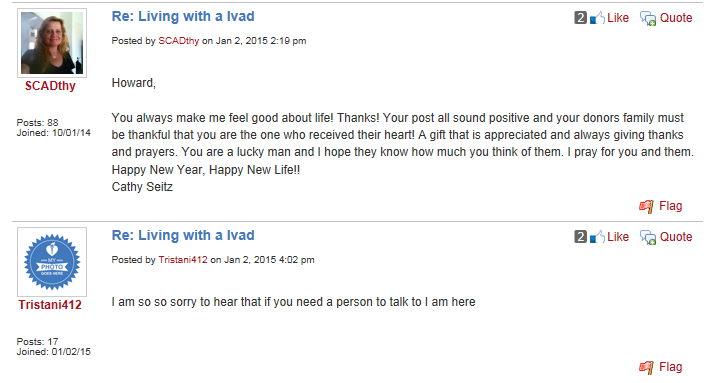 Re: Living with a lvad
2 Like Quote
Posted by SCADthy on Jan 2, 2015 2:19 pm
SCADthy
Posts: 88
Joined: 10/01/14
Howard,
You always make me feel good about life! Thanks! Your post all sound positive and your donors family must
be thankful that you are the one who received their heart! A gift that is appreciated and always giving thanks
and prayers. You are a lucky man and I hope they know how much you think of them. I pray for you and them.
Happy New Year, Happy New Life!!
Cathy Seitz
Flag
Re: Living with a lvad
2 Like Quote
Posted by Tristani412 on Jan 2, 2015 4:02 pm
MY
PHOTO
GOES HERE
Tristani412
Posts: 17
Joined: 01/02/15
I am so so sorry to hear that if you need a person to talk to I am here
Flag